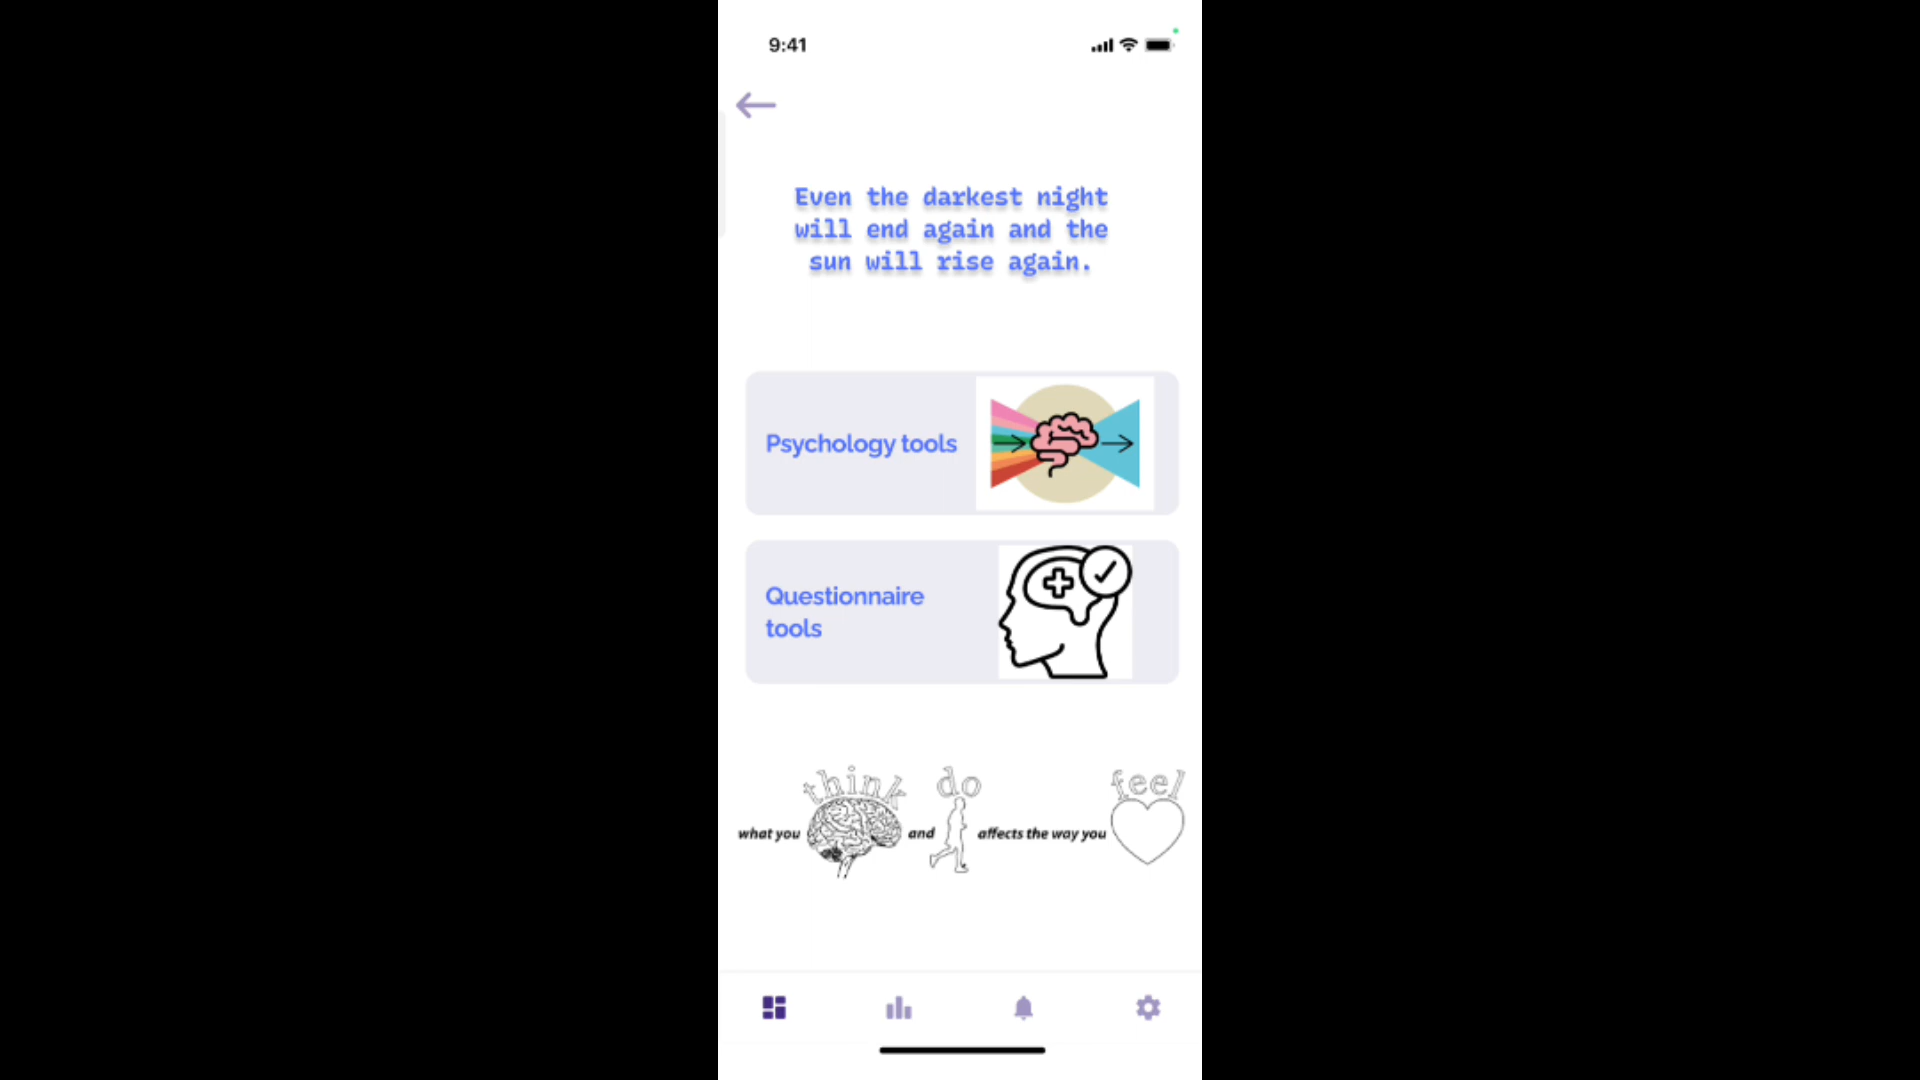 9:41
Even the darkest night
will end again and the
sun will rise again.
Psychology tools
Questionnaire
tools
what you think and do affects the way you feel